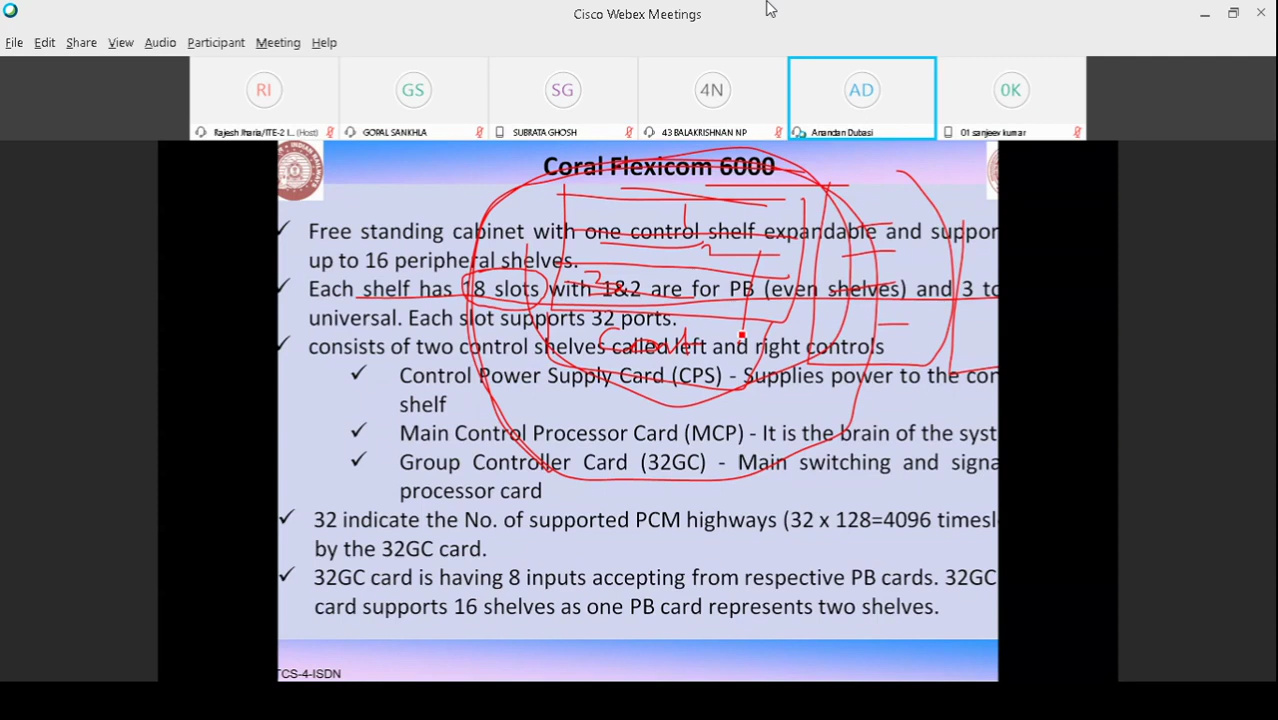 Cisco Webex Meetings
File Edit Share View Audio Participant Meeting Help
RI GS SG 4N AD 0K
Rajesh Jharia/ITE-2 I... (Host) GOPAL SANKHLA SUBRATA GHOSH 43 BALAKRISHNAN NP Anandan Dubasi 01 sanjeev kumar
Coral Flexicom 6000
✓ Free standing cabinet with one control shelf expandable and suppor
up to 16 peripheral shelves.
✓ Each shelf has 18 slots with 1&2 are for PB (even shelves) and 3 to
universal. Each slot supports 32 ports.
✓ consists of two control shelves called left and right controls
✓ Control Power Supply Card (CPS) - Supplies power to the con
shelf
✓ Main Control Processor Card (MCP) - It is the brain of the syst
✓ Group Controller Card (32GC) - Main switching and signa
processor card
✓ 32 indicate the No. of supported PCM highways (32 x 128=4096 timesl
by the 32GC card.
✓ 32GC card is having 8 inputs accepting from respective PB cards. 32GC
card supports 16 shelves as one PB card represents two shelves.
TCS-4-ISDN